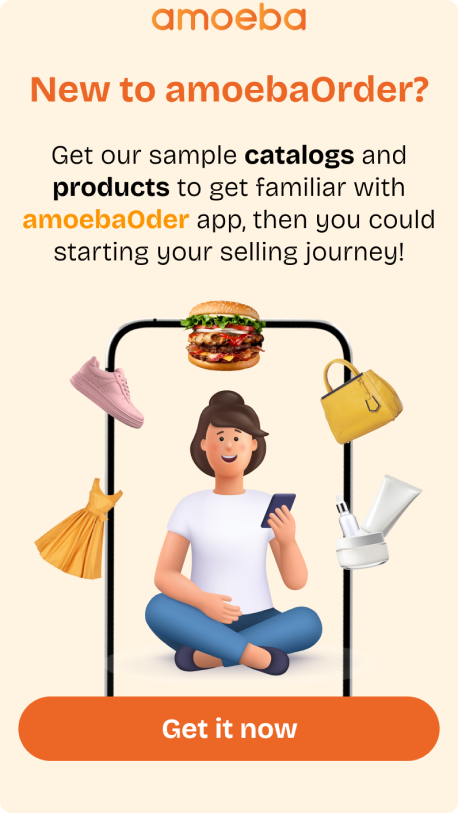 amoeba
New to amoebaOrder?
Get our sample catalogs and
products to get familiar with
amoebaOder app, then you could
starting your selling journey!
Get it now